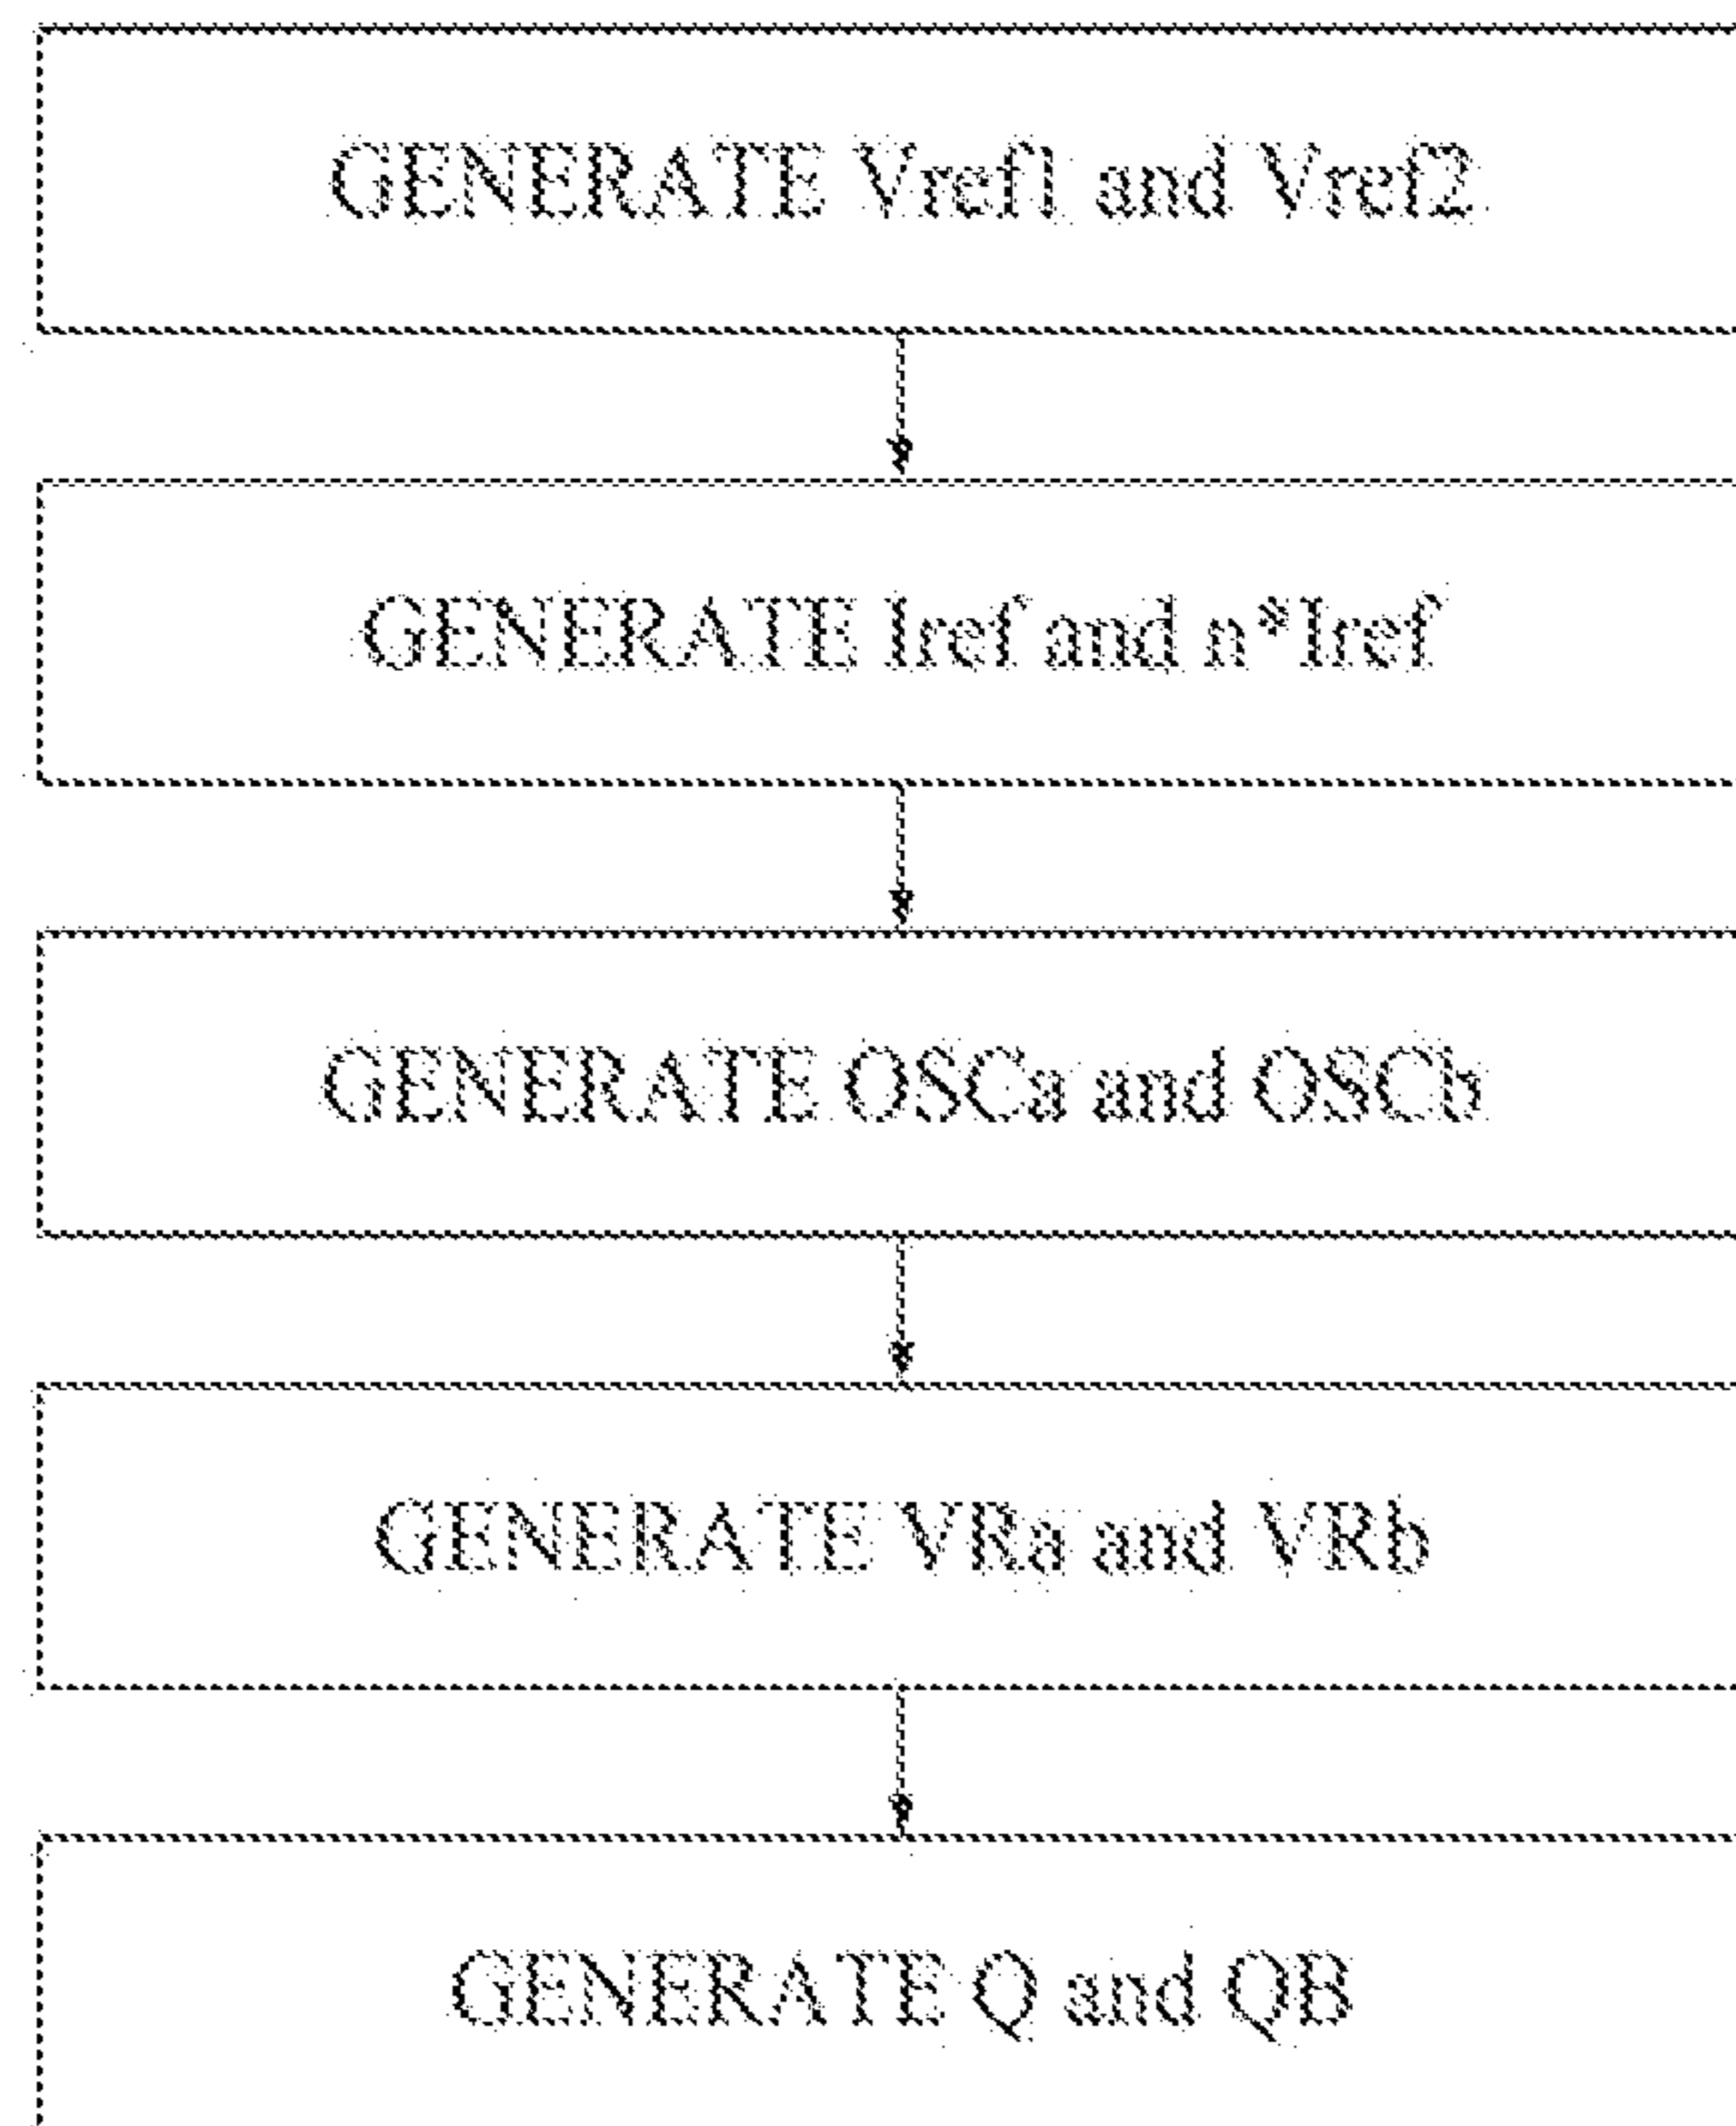 GENERATE Vref1 and Vref2
GENERATE Iref and n*Iref
GENERATE OSCa and OSCb
GENERATE VRa and VRb
GENERATE Q and QB